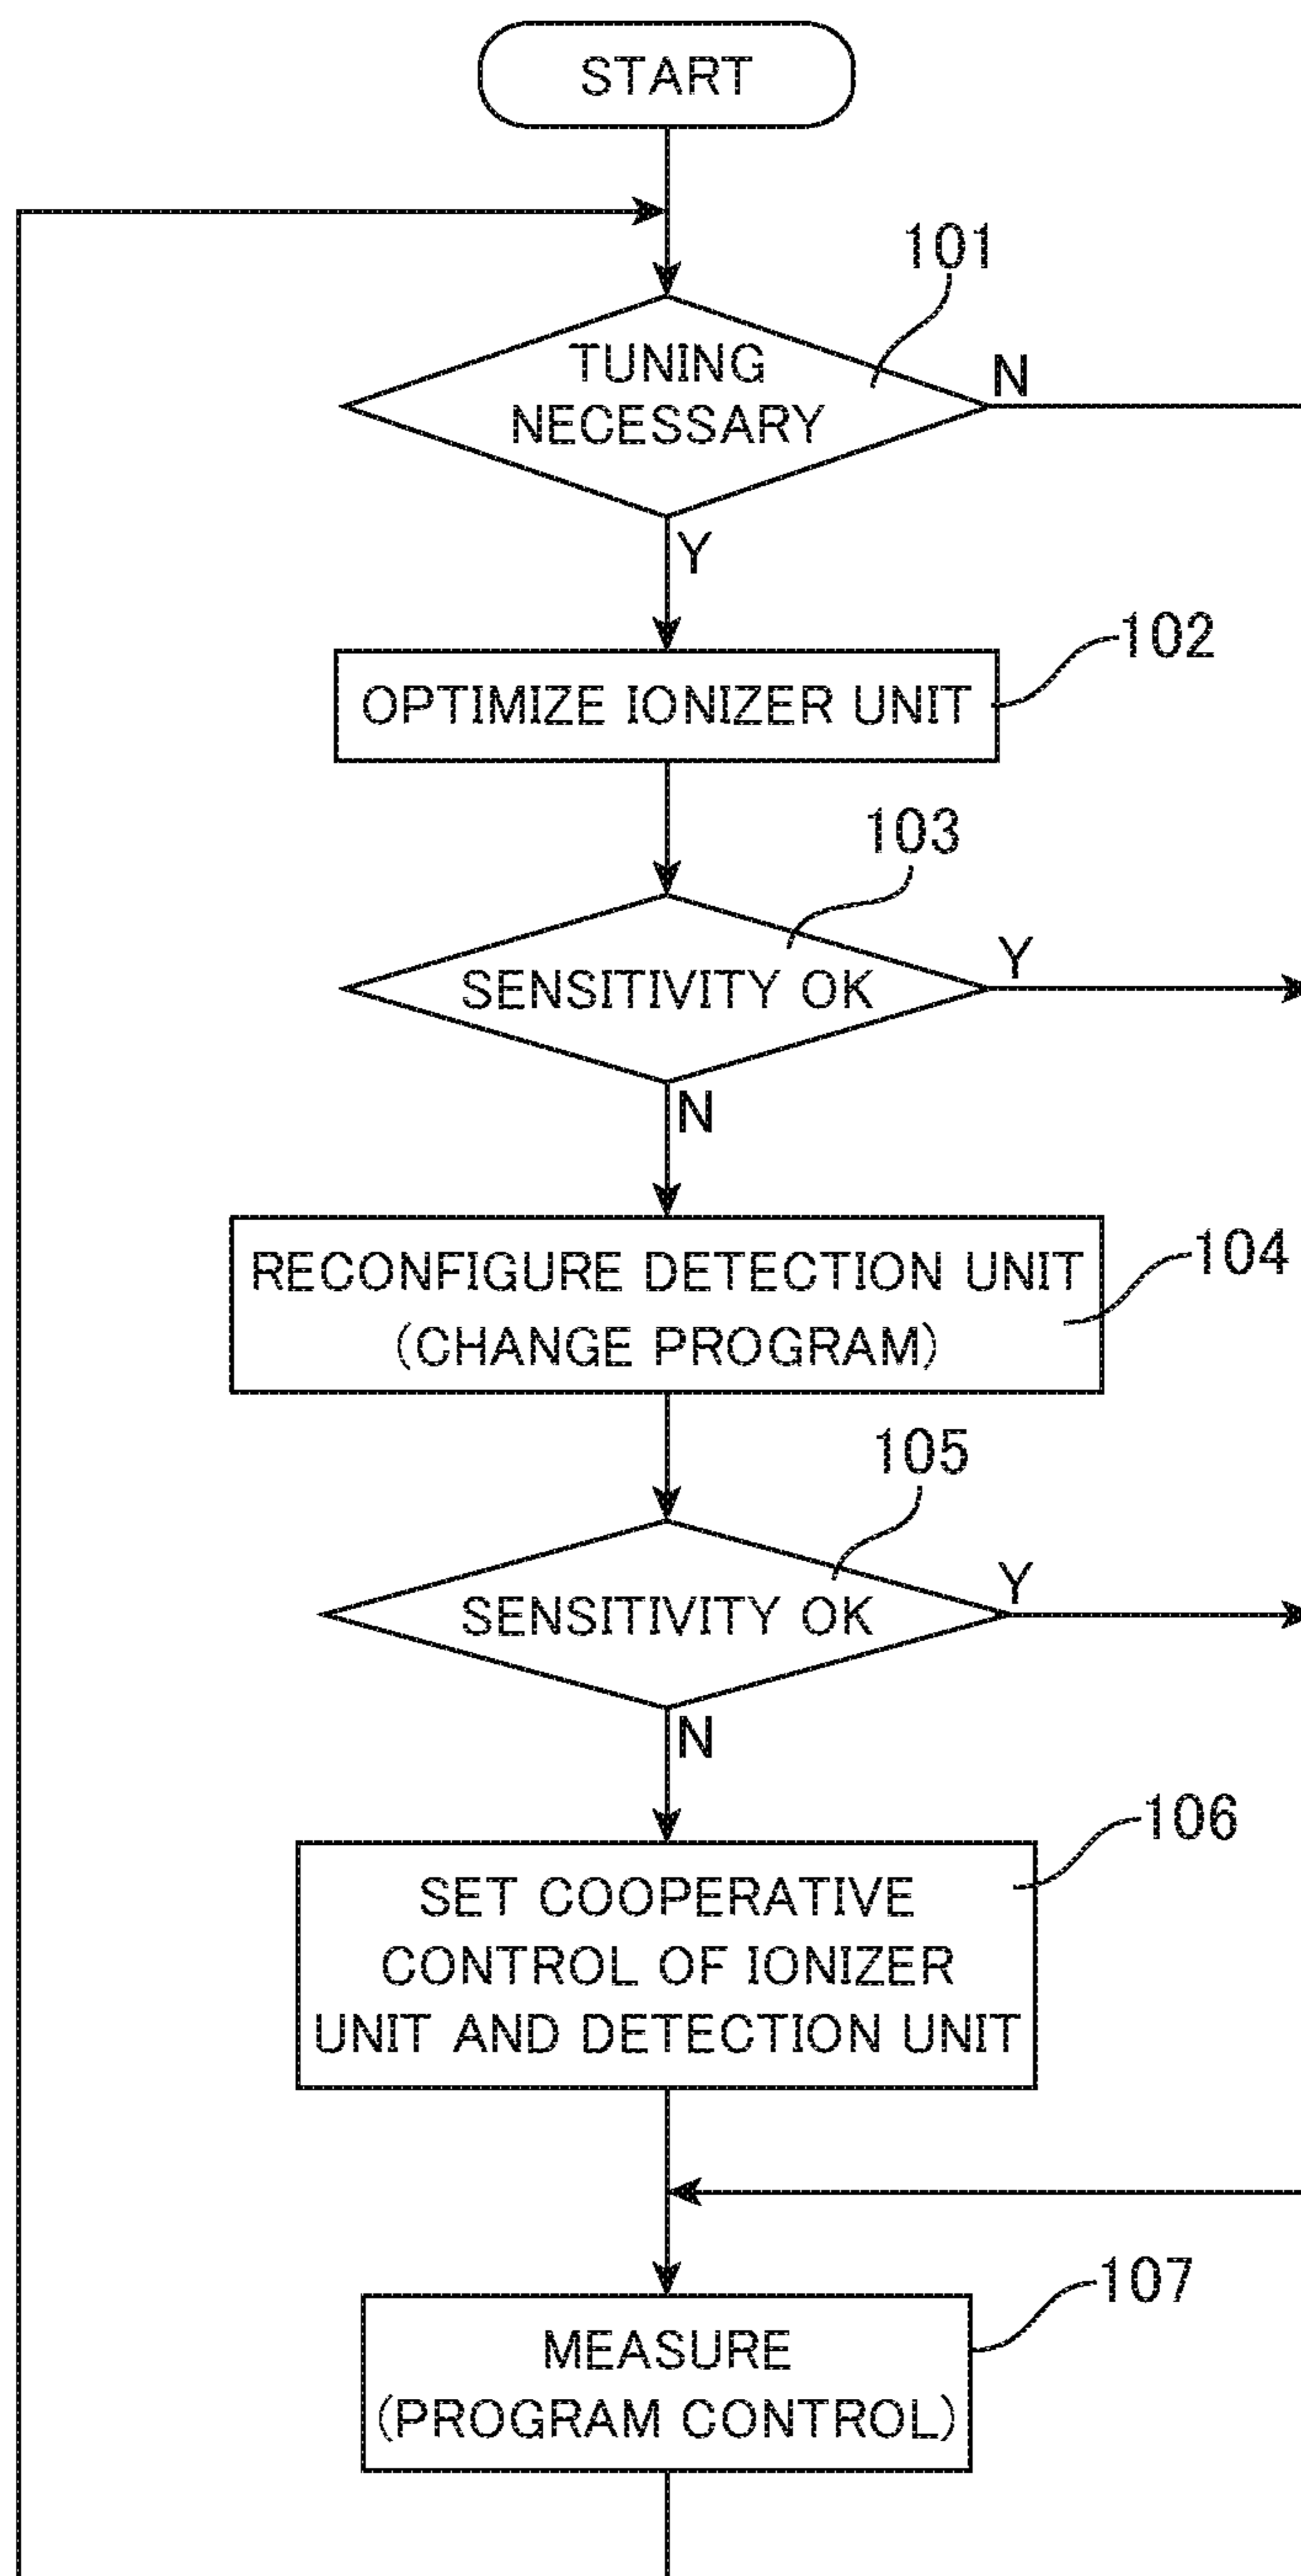 START
101
TUNING
NECESSARY
N
Y
102
OPTIMIZE IONIZER UNIT
103
SENSITIVITY OK
Y
N
RECONFIGURE DETECTION UNIT
(CHANGE PROGRAM)
104
105
SENSITIVITY OK
Y
N
106
SET COOPERATIVE
CONTROL OF IONIZER
UNIT AND DETECTION UNIT
107
MEASURE
(PROGRAM CONTROL)